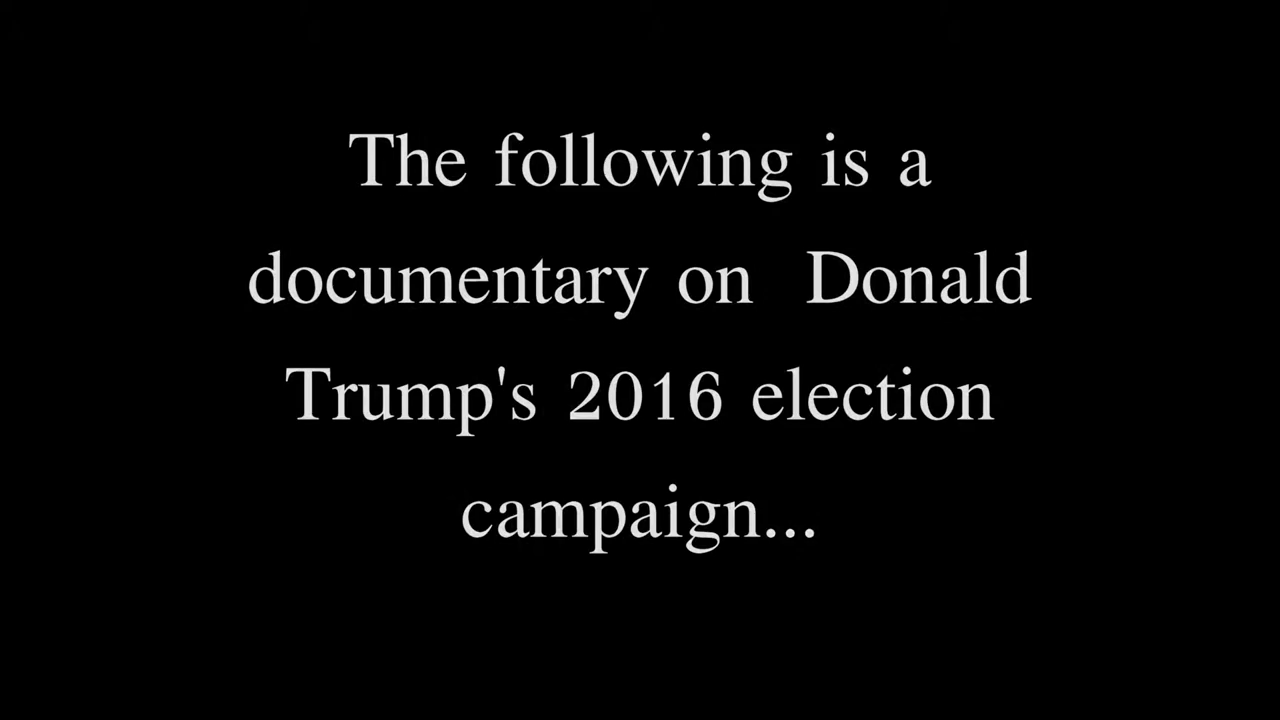 The following is a
documentary on  Donald
Trump's 2016 election
campaign...